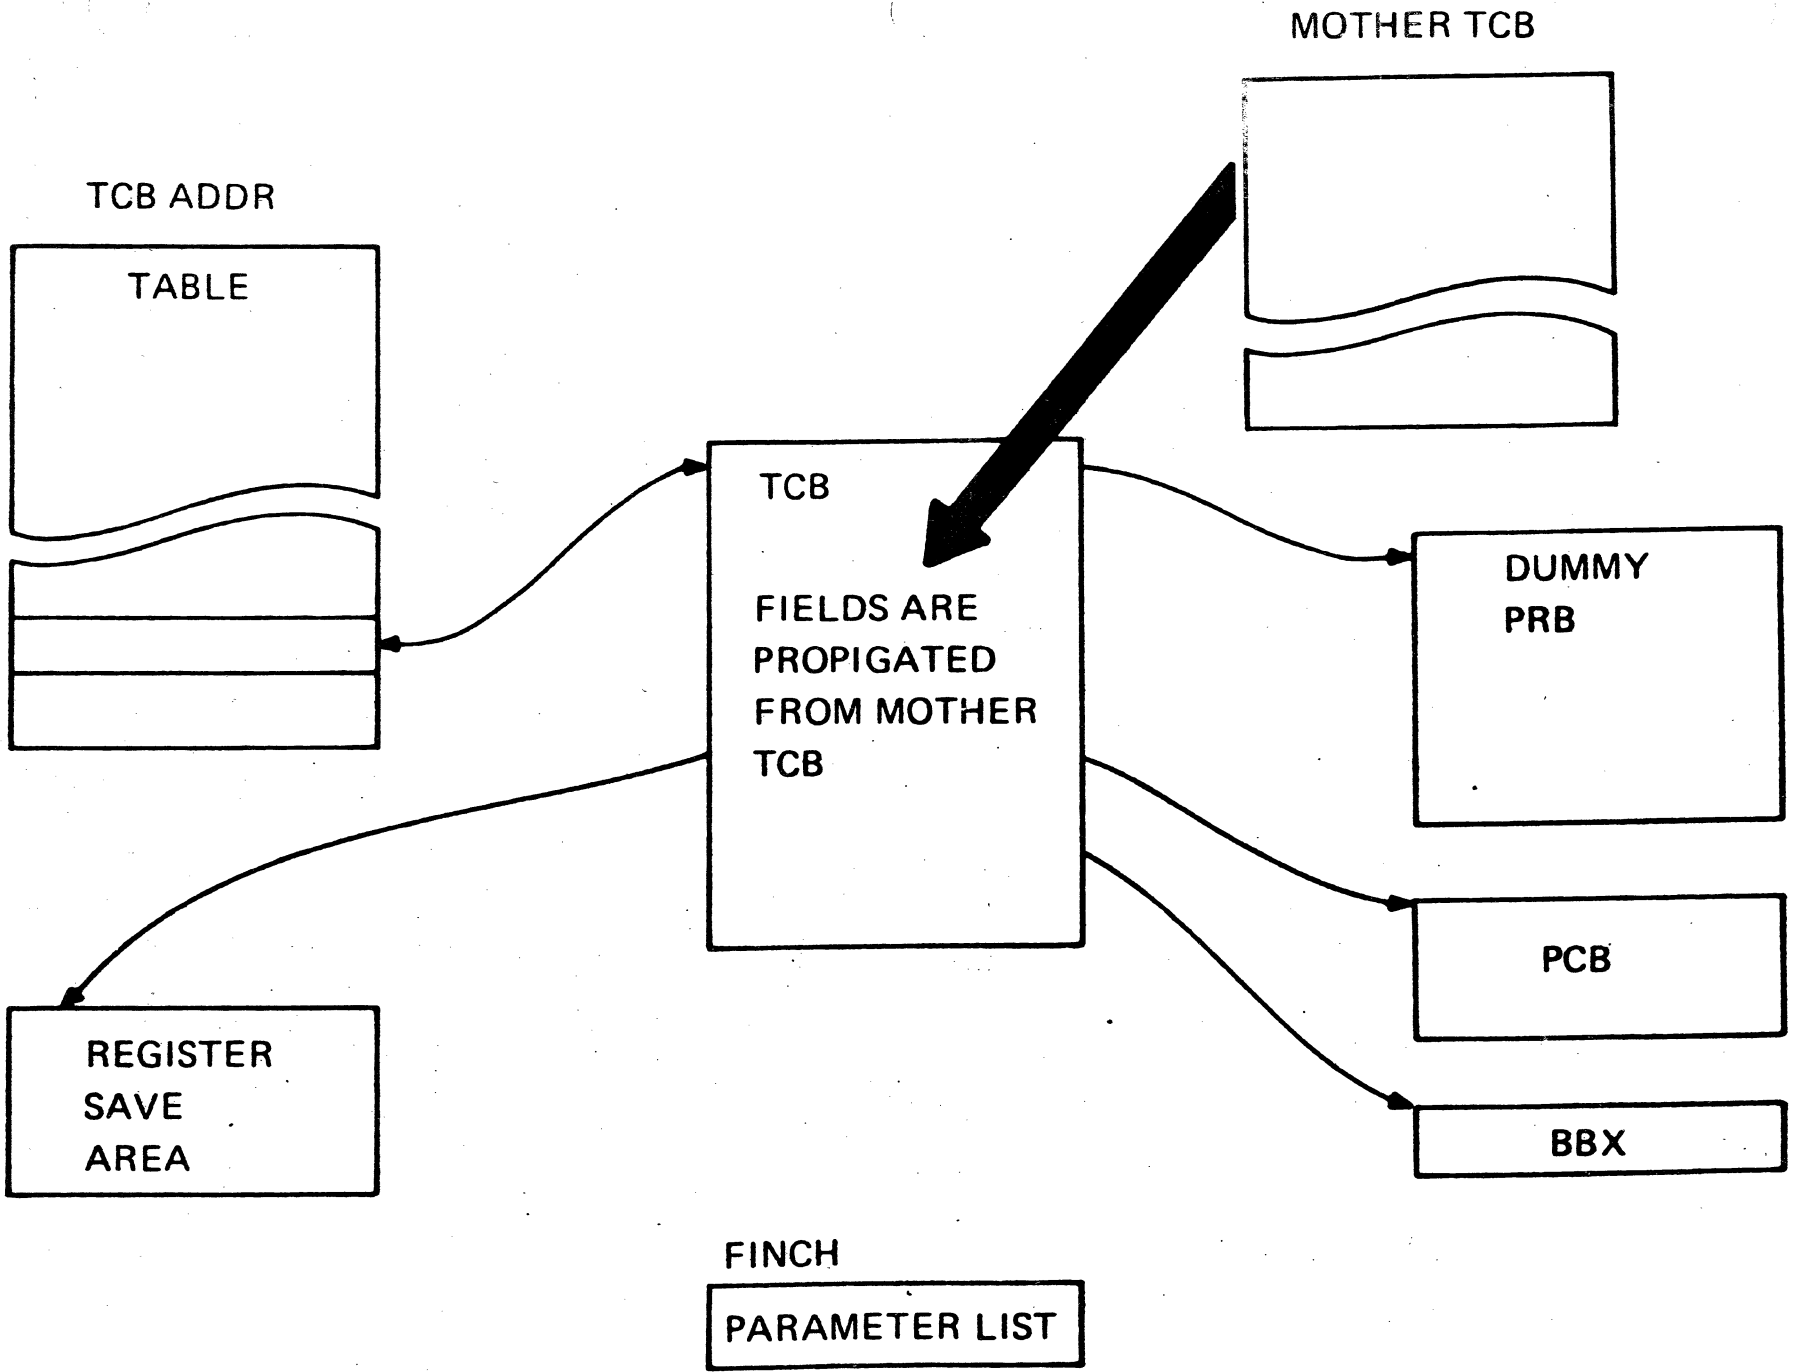 MOTHER TCB
TCB ADDR
TABLE
TCB
FIELDS ARE
PROPIGATED
FROM MOTHER
TCB
DUMMY
PRB
PCB
BBX
REGISTER
SAVE
AREA
FINCH
PARAMETER LIST